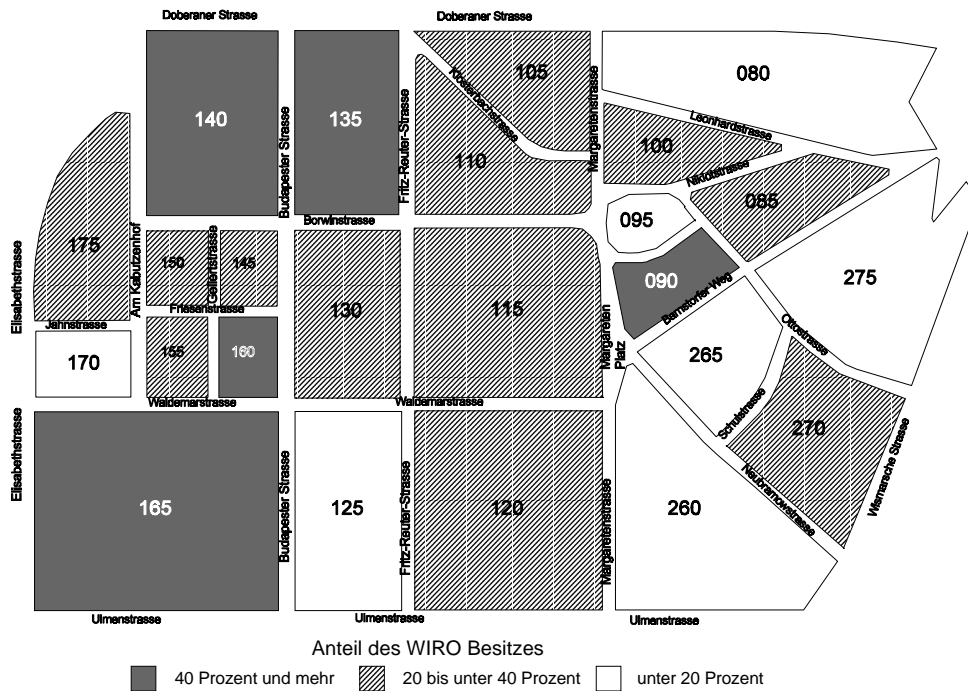 Doberaner Strasse
Doberaner Strasse
140
Budapester Strasse
135
Fritz-Reuter-Strasse
105
Klosterbachstrasse
110
Margaretenstrasse
080
Leonhardstrasse
100
Niklotstrasse
085
095
090
Barnstorfer Weg
275
Borwinstrasse
Elisabethstrasse
175
Am Kabutzenhof
150
Gellertstrasse
145
Friesenstrasse
130
115
Margareten
Platz
265
Ottostrasse
Jahnstrasse
170
155
160
Waldemarstrasse
Waldemarstrasse
Schulstrasse
270
Wismarsche Strasse
Neubramowstrasse
Elisabethstrasse
165
Budapester Strasse
125
Fritz-Reuter-Strasse
120
Margaretenstrasse
260
Ulmenstrasse
Ulmenstrasse
Ulmenstrasse
Anteil des WIRO Besitzes
40 Prozent und mehr
20 bis unter 40 Prozent
unter 20 Prozent